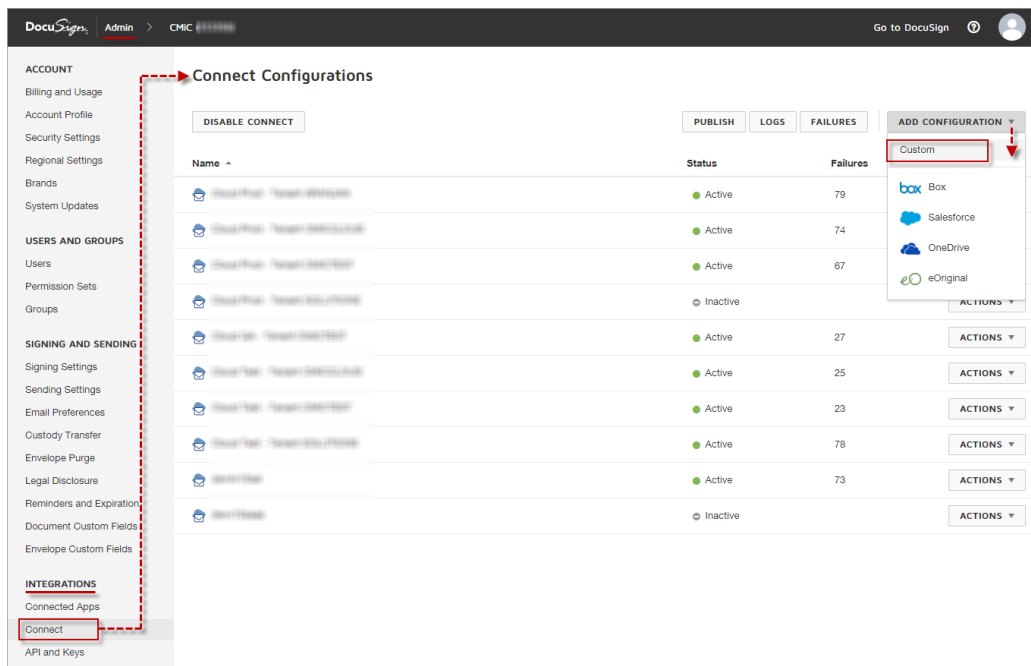 DocuSign Admin > CMiC Go to DocuSign ?
ACCOUNT
Billing and Usage
Account Profile
Security Settings
Regional Settings
Brands
System Updates
USERS AND GROUPS
Users
Permission Sets
Groups
SIGNING AND SENDING
Signing Settings
Sending Settings
Email Preferences
Custody Transfer
Envelope Purge
Legal Disclosure
Reminders and Expiration
Document Custom Fields
Envelope Custom Fields
INTEGRATIONS
Connected Apps
Connect
API and Keys
Connect Configurations
DISABLE CONNECT PUBLISH LOGS FAILURES ADD CONFIGURATION
Custom
box Box
Salesforce
OneDrive
eO eOriginal
Name Status Failures
Active 79
Active 74
Active 67
Inactive ACTIONS
Active 27 ACTIONS
Active 25 ACTIONS
Active 23 ACTIONS
Active 78 ACTIONS
Active 73 ACTIONS
Inactive ACTIONS